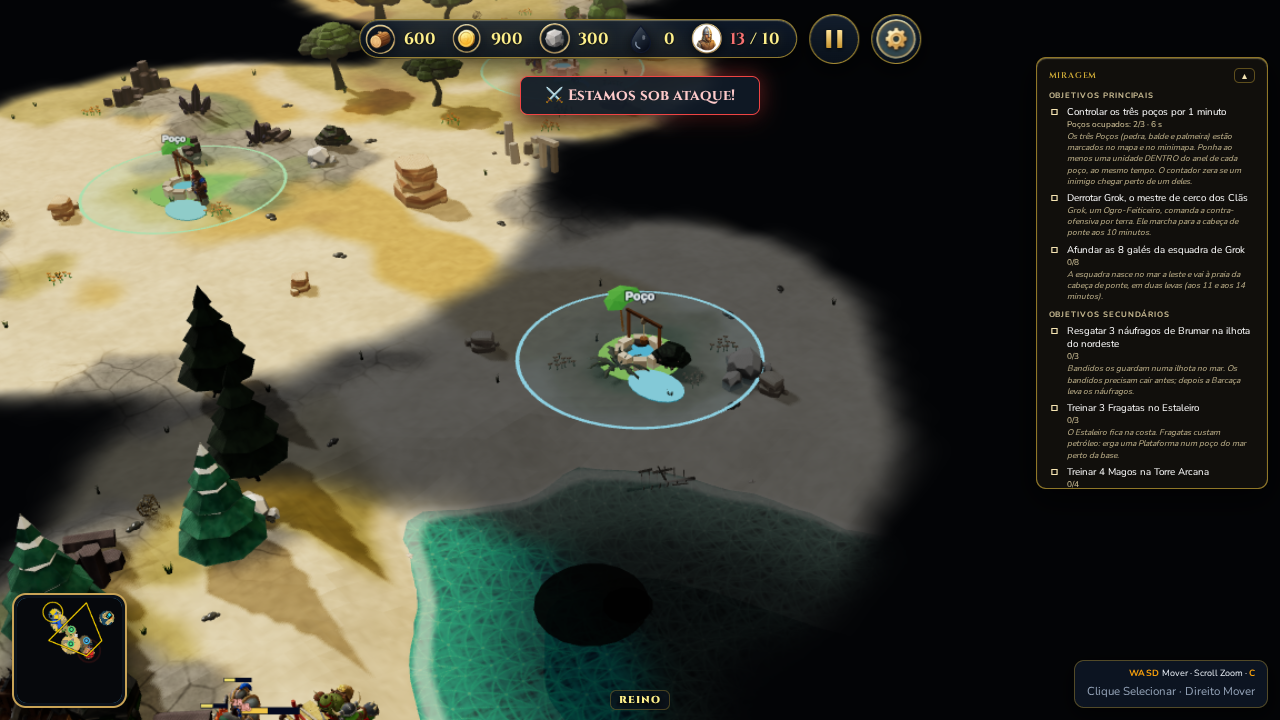 600 900 300 0 13 / 10
⚔ Estamos sob ataque!
MIRAGEM ▲
OBJETIVOS PRINCIPAIS
Controlar os três poços por 1 minuto
Poços ocupados: 2/3 · 6 s
Os três Poços (pedra, balde e palmeira) estão
marcados no mapa e no minimapa. Ponha ao
menos uma unidade DENTRO do anel de cada
poço, ao mesmo tempo. O contador zera se um
inimigo chegar perto de um deles.
Derrotar Grok, o mestre de cerco dos Clãs
Grok, um Ogro-Feiticeiro, comanda a contra-
ofensiva por terra. Ele marcha para a cabeça de
ponte aos 10 minutos.
Afundar as 8 galés da esquadra de Grok
0/8
A esquadra nasce no mar a leste e vai à praia da
cabeça de ponte, em duas levas (aos 11 e aos 14
minutos).
OBJETIVOS SECUNDÁRIOS
Resgatar 3 náufragos de Brumar na ilhota
do nordeste
0/3
Bandidos os guardam numa ilhota no mar. Os
bandidos precisam cair antes; depois a Barcaça
leva os náufragos.
Treinar 3 Fragatas no Estaleiro
0/3
O Estaleiro fica na costa. Fragatas custam
petróleo: erga uma Plataforma num poço do mar
perto da base.
Treinar 4 Magos na Torre Arcana
0/4
Poço
Poço
REINO
WASD Mover · Scroll Zoom · C
Clique Selecionar · Direito Mover